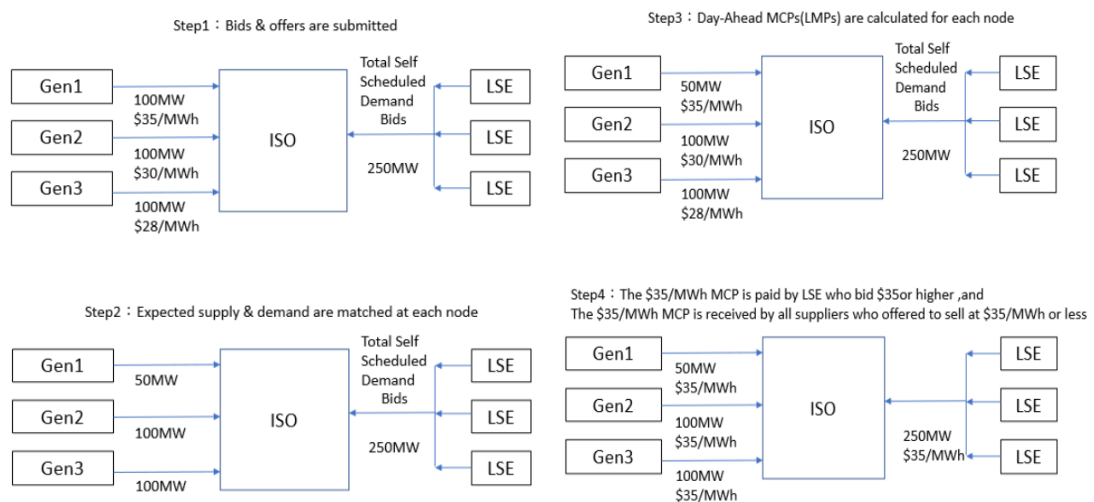 Step1：Bids & offers are submitted
Total Self
Scheduled
Demand
Bids
Gen1
100MW
$35/MWh
Gen2
100MW
$30/MWh
Gen3
100MW
$28/MWh
ISO
250MW
LSE
LSE
LSE
Step3：Day-Ahead MCPs(LMPs) are calculated for each node
Total Self
Scheduled
Demand
Bids
Gen1
50MW
$35/MWh
Gen2
100MW
$30/MWh
Gen3
100MW
$28/MWh
ISO
250MW
LSE
LSE
LSE
Step2：Expected supply & demand are matched at each node
Total Self
Scheduled
Demand
Bids
Gen1
50MW
Gen2
100MW
Gen3
100MW
ISO
250MW
LSE
LSE
LSE
Step4：The $35/MWh MCP is paid by LSE who bid $35or higher ,and
The $35/MWh MCP is received by all suppliers who offered to sell at $35/MWh or less
Gen1
50MW
$35/MWh
Gen2
100MW
$35/MWh
Gen3
100MW
$35/MWh
ISO
250MW
$35/MWh
LSE
LSE
LSE